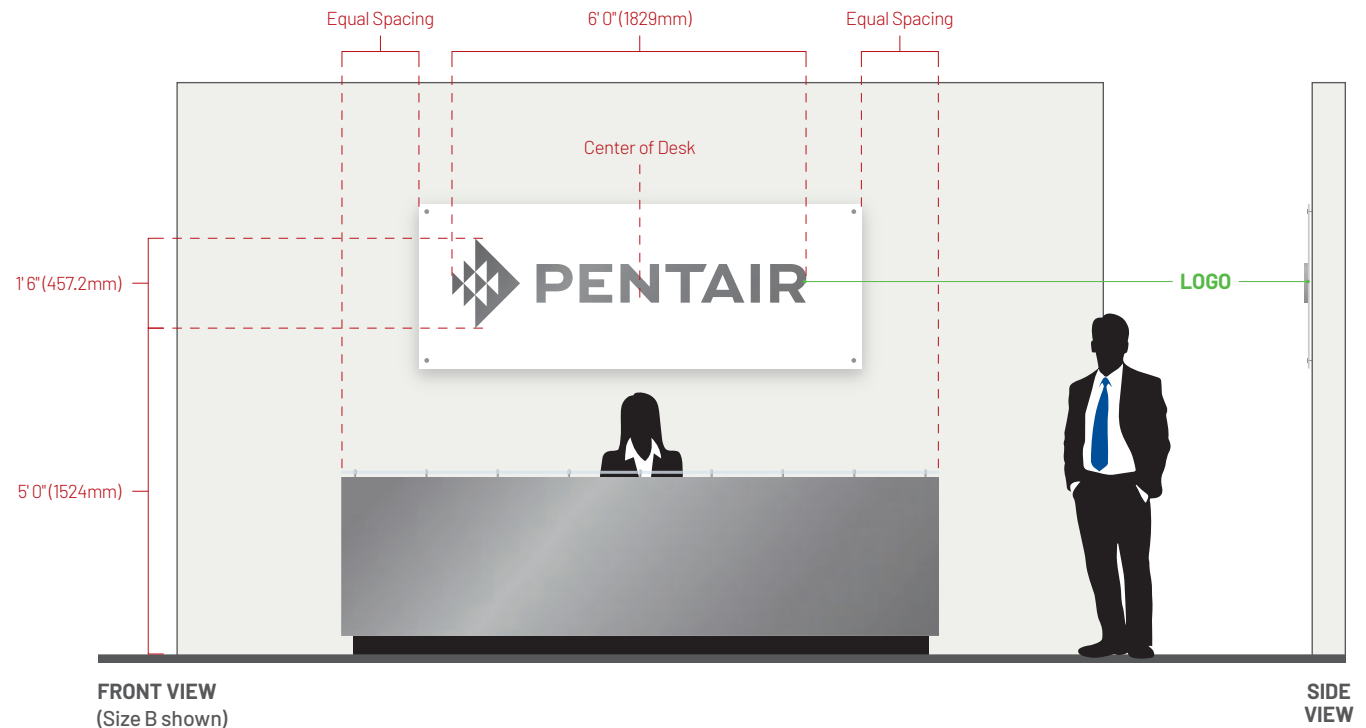 Equal Spacing
6' 0" (1829mm)
Equal Spacing
Center of Desk
1' 6" (457.2mm)
PENTAIR
LOGO
5' 0" (1524mm)
FRONT VIEW
(Size B shown)
SIDE
VIEW